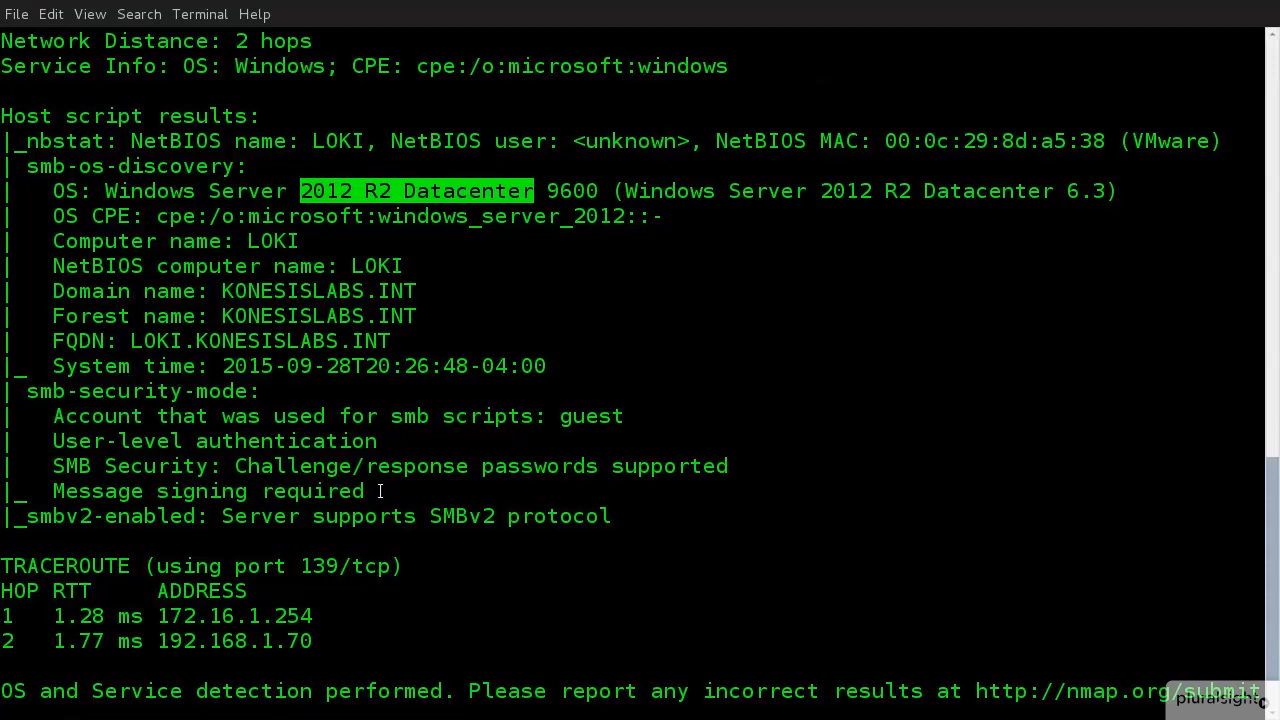 File Edit View Search Terminal Help
Network Distance: 2 hops
Service Info: OS: Windows; CPE: cpe:/o:microsoft:windows
Host script results:
|_nbstat: NetBIOS name: LOKI, NetBIOS user: <unknown>, NetBIOS MAC: 00:0c:29:8d:a5:38 (VMware)
| smb-os-discovery:
|   OS: Windows Server 2012 R2 Datacenter 9600 (Windows Server 2012 R2 Datacenter 6.3)
|   OS CPE: cpe:/o:microsoft:windows_server_2012::-
|   Computer name: LOKI
|   NetBIOS computer name: LOKI
|   Domain name: KONESISLABS.INT
|   Forest name: KONESISLABS.INT
|   FQDN: LOKI.KONESISLABS.INT
|_  System time: 2015-09-28T20:26:48-04:00
| smb-security-mode:
|   Account that was used for smb scripts: guest
|   User-level authentication
|   SMB Security: Challenge/response passwords supported
|_  Message signing required
|_smbv2-enabled: Server supports SMBv2 protocol
TRACEROUTE (using port 139/tcp)
HOP RTT     ADDRESS
1   1.28 ms 172.16.1.254
2   1.77 ms 192.168.1.70
OS and Service detection performed. Please report any incorrect results at http://nmap.org/submit
pluralsight